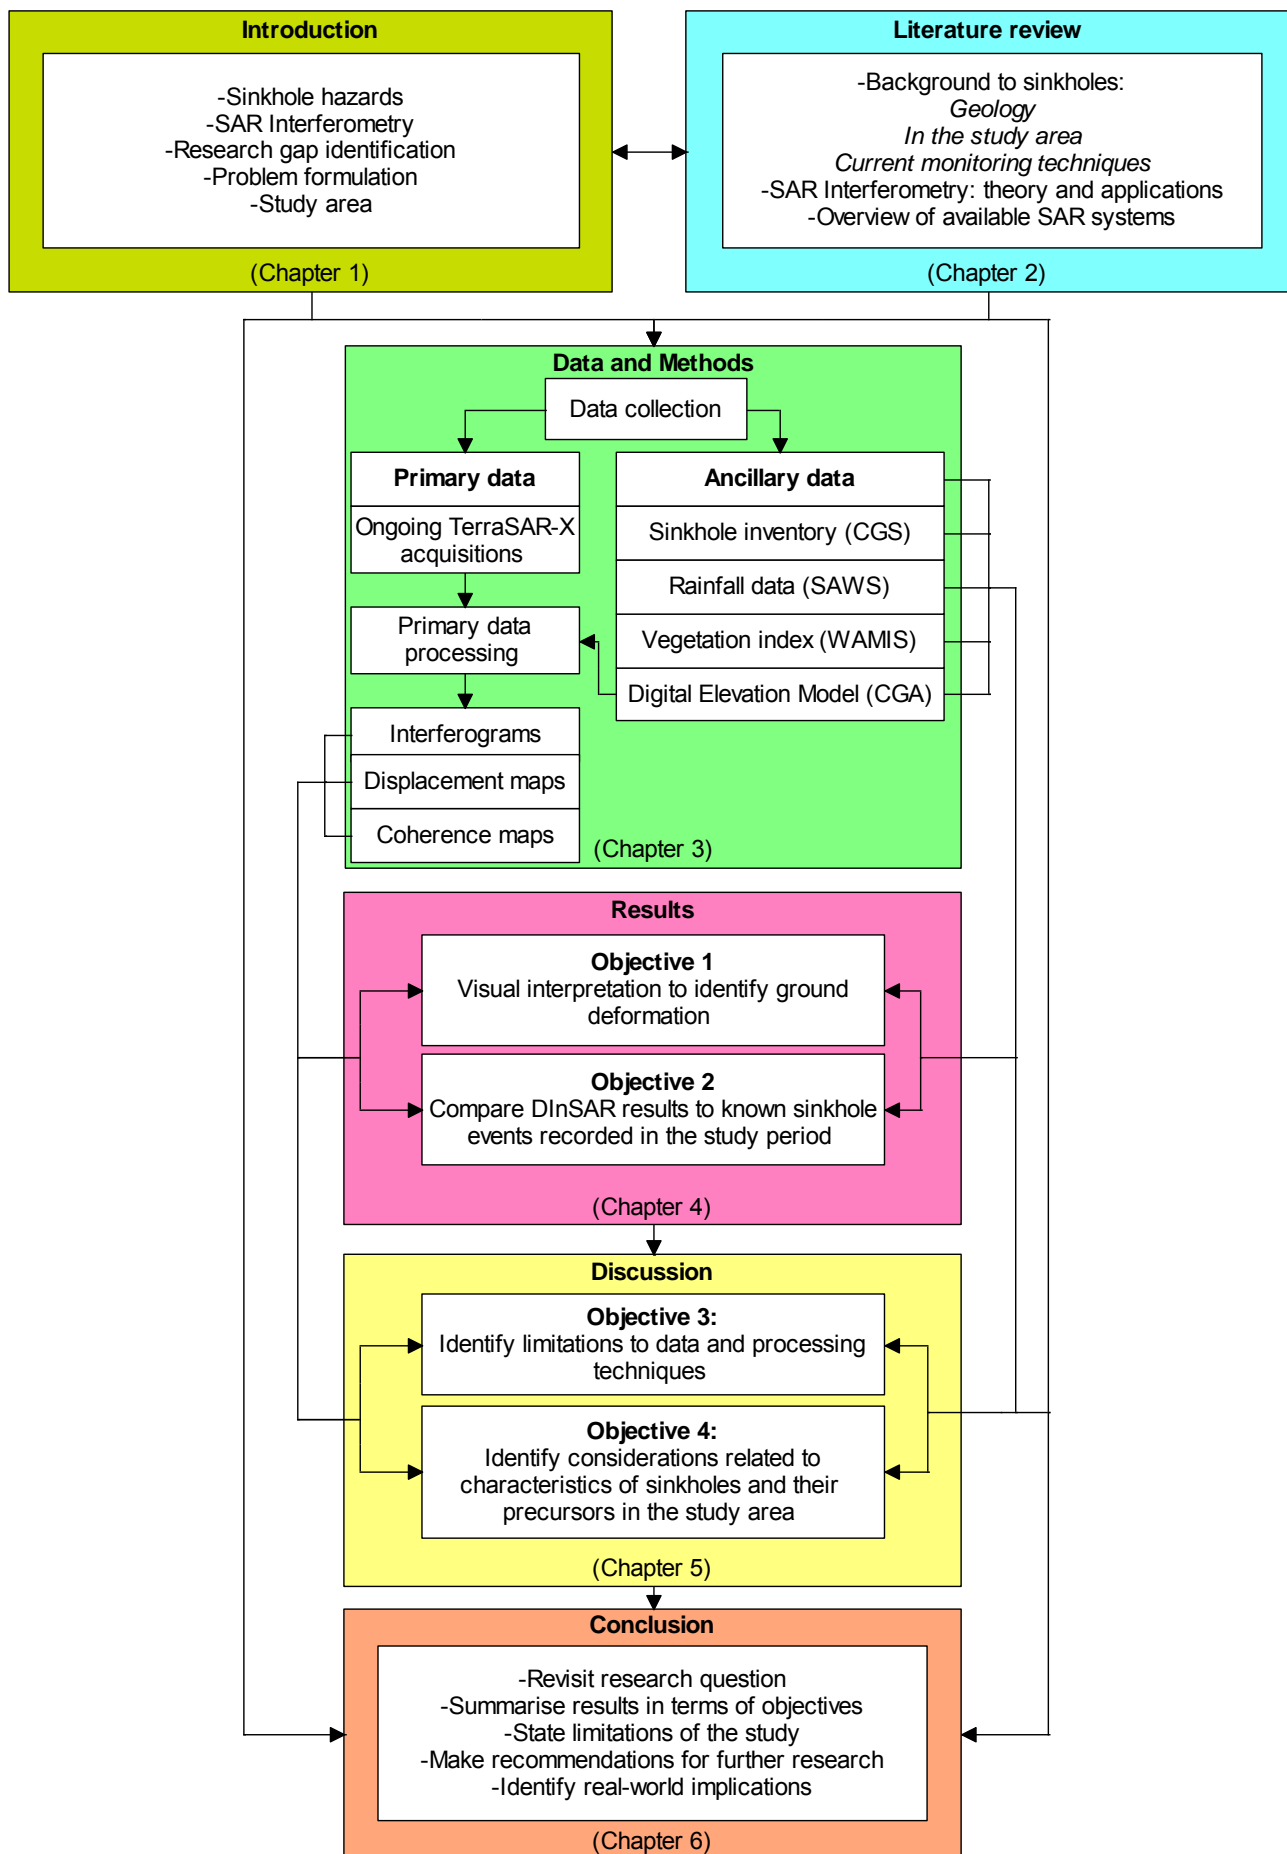 Introduction
-Sinkhole hazards
-SAR Interferometry
-Research gap identification
-Problem formulation
-Study area
(Chapter 1)
Literature review
-Background to sinkholes:
Geology
In the study area
Current monitoring techniques
-SAR Interferometry: theory and applications
-Overview of available SAR systems
(Chapter 2)
Data and Methods
Data collection
Primary data
Ongoing TerraSAR-X
acquisitions
Primary data
processing
Interferograms
Displacement maps
Coherence maps
Ancillary data
Sinkhole inventory (CGS)
Rainfall data (SAWS)
Vegetation index (WAMIS)
Digital Elevation Model (CGA)
(Chapter 3)
Results
Objective 1
Visual interpretation to identify ground
deformation
Objective 2
Compare DInSAR results to known sinkhole
events recorded in the study period
(Chapter 4)
Discussion
Objective 3:
Identify limitations to data and processing
techniques
Objective 4:
Identify considerations related to
characteristics of sinkholes and their
precursors in the study area
(Chapter 5)
Conclusion
-Revisit research question
-Summarise results in terms of objectives
-State limitations of the study
-Make recommendations for further research
-Identify real-world implications
(Chapter 6)